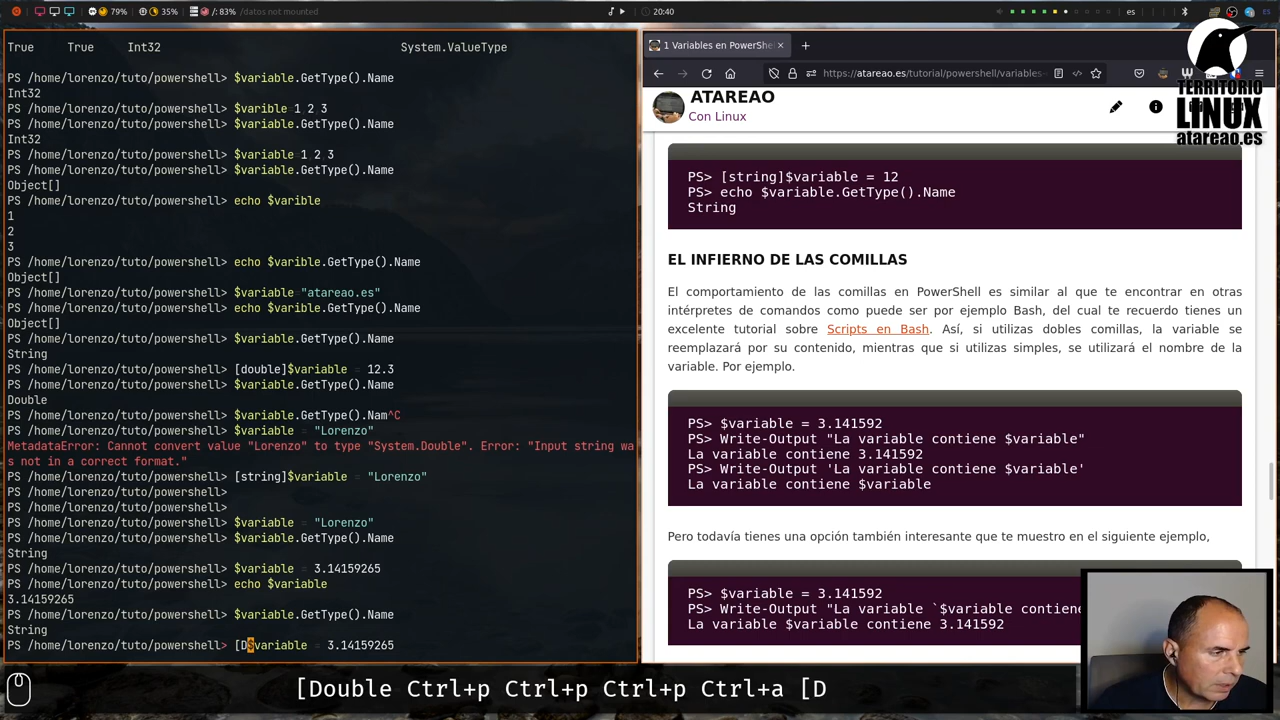 79% 35% /: 83% /datos not mounted
20:40
es
ES
True True Int32 System.ValueType
PS /home/lorenzo/tuto/powershell> $variable.GetType().Name
Int32
PS /home/lorenzo/tuto/powershell> $varible 1 2 3
PS /home/lorenzo/tuto/powershell> $variable.GetType().Name
Int32
PS /home/lorenzo/tuto/powershell> $variable 1 2 3
PS /home/lorenzo/tuto/powershell> $variable.GetType().Name
Object[]
PS /home/lorenzo/tuto/powershell> echo $varible
1
2
3
PS /home/lorenzo/tuto/powershell> echo $varible.GetType().Name
Object[]
PS /home/lorenzo/tuto/powershell> $variable "atareao.es"
PS /home/lorenzo/tuto/powershell> echo $varible.GetType().Name
Object[]
PS /home/lorenzo/tuto/powershell> $variable.GetType().Name
String
PS /home/lorenzo/tuto/powershell> [double]$variable = 12.3
PS /home/lorenzo/tuto/powershell> $variable.GetType().Name
Double
PS /home/lorenzo/tuto/powershell> $variable.GetType().Nam^C
PS /home/lorenzo/tuto/powershell> $variable = "Lorenzo"
MetadataError: Cannot convert value "Lorenzo" to type "System.Double". Error: "Input string wa
s not in a correct format."
PS /home/lorenzo/tuto/powershell> [string]$variable = "Lorenzo"
PS /home/lorenzo/tuto/powershell>
PS /home/lorenzo/tuto/powershell>
PS /home/lorenzo/tuto/powershell> $variable = "Lorenzo"
PS /home/lorenzo/tuto/powershell> $variable.GetType().Name
String
PS /home/lorenzo/tuto/powershell> $variable = 3.14159265
PS /home/lorenzo/tuto/powershell> echo $variable
3.14159265
PS /home/lorenzo/tuto/powershell> $variable.GetType().Name
String
PS /home/lorenzo/tuto/powershell> [D$variable = 3.14159265
1 Variables en PowerShe
https://atareao.es/tutorial/powershell/variables-
TERRITORIO
LINUX
atareao.es
ATAREAO
Con Linux
PS> [string]$variable = 12
PS> echo $variable.GetType().Name
String
EL INFIERNO DE LAS COMILLAS
El comportamiento de las comillas en PowerShell es similar al que te encontrar en otras
intérpretes de comandos como puede ser por ejemplo Bash, del cual te recuerdo tienes un
excelente tutorial sobre Scripts en Bash. Así, si utilizas dobles comillas, la variable se
reemplazará por su contenido, mientras que si utilizas simples, se utilizará el nombre de la
variable. Por ejemplo.
PS> $variable = 3.141592
PS> Write-Output "La variable contiene $variable"
La variable contiene 3.141592
PS> Write-Output 'La variable contiene $variable'
La variable contiene $variable
Pero todavía tienes una opción también interesante que te muestro en el siguiente ejemplo,
PS> $variable = 3.141592
PS> Write-Output "La variable `$variable contiene
La variable $variable contiene 3.141592
[Double Ctrl+p Ctrl+p Ctrl+p Ctrl+a [D